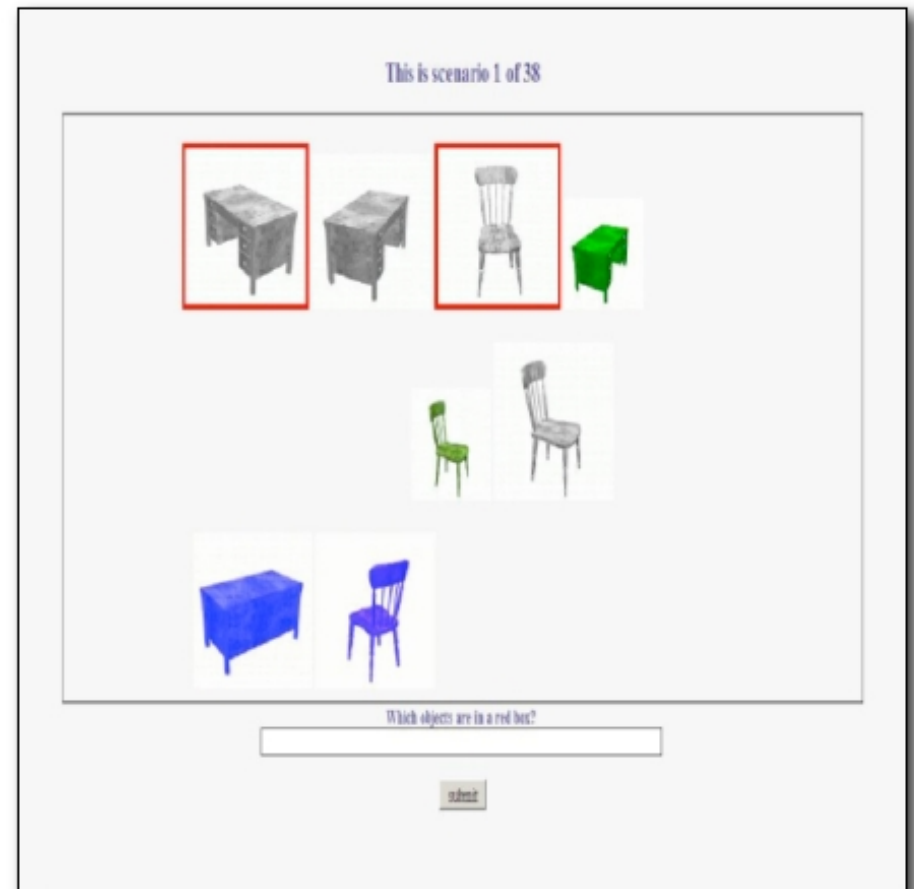 This is scenario 1 of 38
Which objects are in a red box?
submit